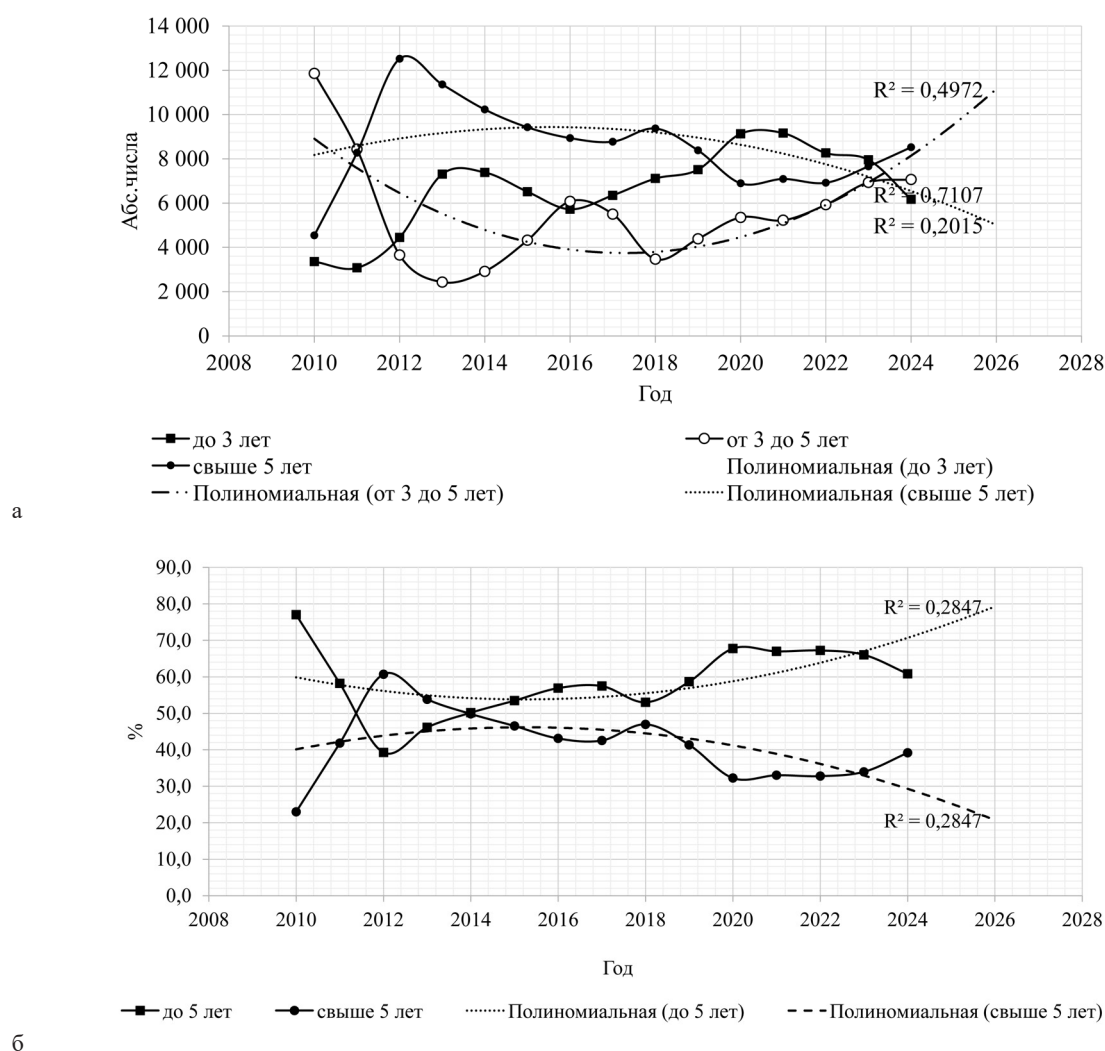 14 000
12 000
10 000
8 000
6 000
4 000
2 000
0
Абс.числа
R² = 0,4972
R² = 0,7107
R² = 0,2015
2008 2010 2012 2014 2016 2018 2020 2022 2024 2026 2028
Год
до 3 лет от 3 до 5 лет
свыше 5 лет Полиномиальная (до 3 лет)
Полиномиальная (от 3 до 5 лет) Полиномиальная (свыше 5 лет)
а
90,0
80,0
70,0
60,0
50,0
40,0
30,0
20,0
10,0
0,0
%
R² = 0,2847
R² = 0,2847
2008 2010 2012 2014 2016 2018 2020 2022 2024 2026 2028
Год
до 5 лет свыше 5 лет Полиномиальная (до 5 лет) Полиномиальная (свыше 5 лет)
б